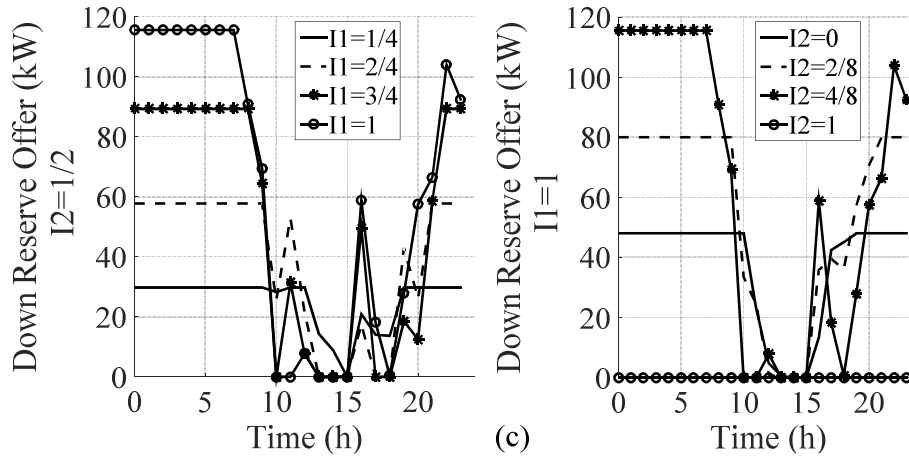 Down Reserve Offer (kW)
I2=1/2
120
100
80
60
40
20
0
0 5 10 15 20
Time (h)
I1=1/4
I1=2/4
I1=3/4
I1=1
(c)
Down Reserve Offer (kW)
I1=1
120
100
80
60
40
20
0
0 5 10 15 20
Time (h)
I2=0
I2=2/8
I2=4/8
I2=1